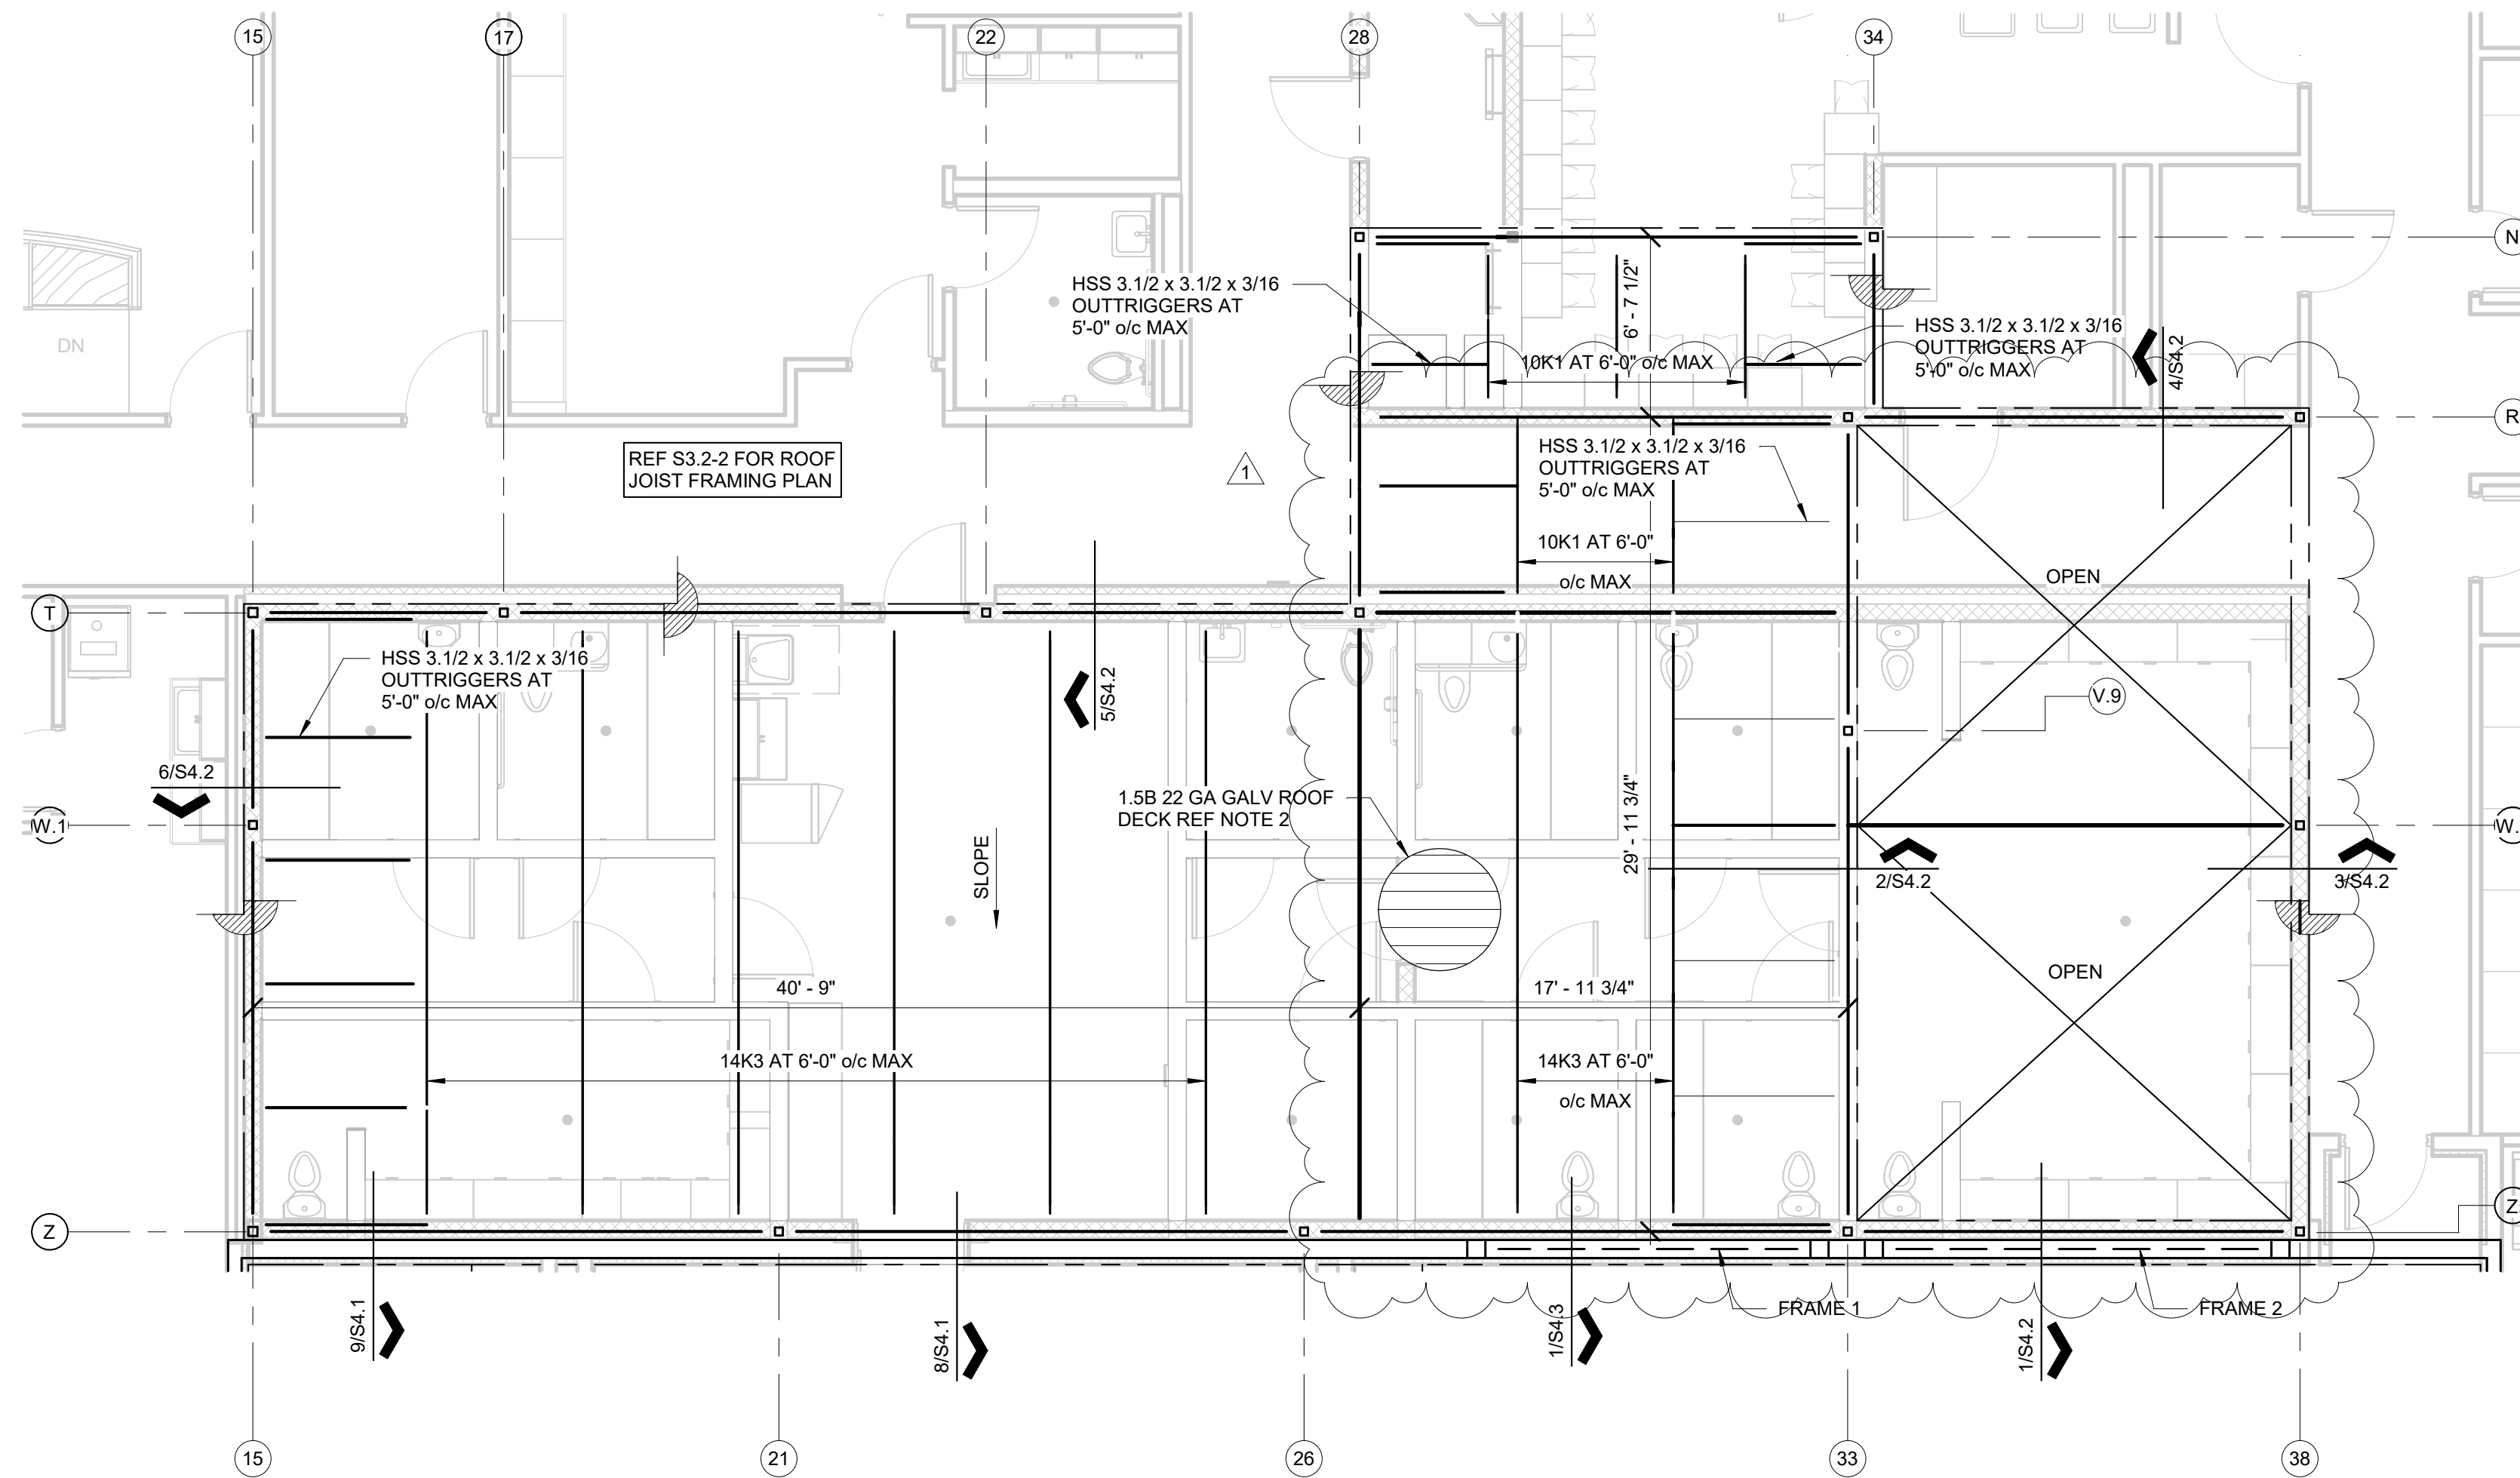 15
17
22
28
34
N
HSS 3.1/2 x 3.1/2 x 3/16
OUTTRIGGERS AT
5'-0" o/c MAX
6' - 7 1/2"
HSS 3.1/2 x 3.1/2 x 3/16
OUTTRIGGERS AT
5'-0" o/c MAX
4/S4.2
DN
10K1 AT 6'-0" o/c MAX
R
REF S3.2-2 FOR ROOF
JOIST FRAMING PLAN
1
HSS 3.1/2 x 3.1/2 x 3/16
OUTTRIGGERS AT
5'-0" o/c MAX
10K1 AT 6'-0"
o/c MAX
OPEN
T
HSS 3.1/2 x 3.1/2 x 3/16
OUTTRIGGERS AT
5'-0" o/c MAX
5/S4.2
V.9
6/S4.2
W.1
1.5B 22 GA GALV ROOF
DECK REF NOTE 2
29' - 11 3/4"
W.
SLOPE
2/S4.2
3/S4.2
40' - 9"
17' - 11 3/4"
OPEN
14K3 AT 6'-0" o/c MAX
14K3 AT 6'-0"
o/c MAX
Z
Z
FRAME 1
FRAME 2
9/S4.1
8/S4.1
1/S4.3
1/S4.2
15
21
26
33
38